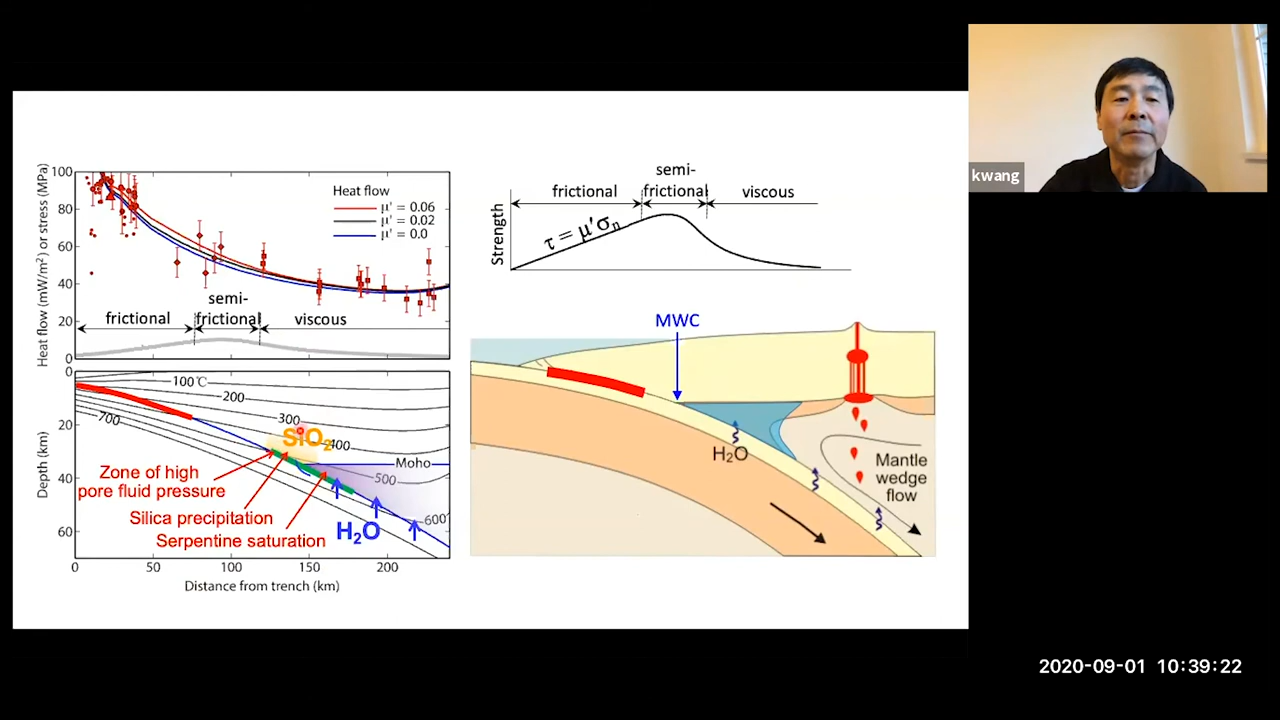 kwang
100
80
60
40
20
0
Heat flow (mW/m²) or stress (MPa)
Heat flow
μ' = 0.06
μ' = 0.02
μ' = 0.0
semi-
frictional
frictional
viscous
0
20
40
60
Depth (km)
100℃
200
300
400
500
600
700
SiO₂
Moho
Zone of high
pore fluid pressure
Silica precipitation
Serpentine saturation
H₂O
0
50
100
150
200
Distance from trench (km)
semi-
frictional
frictional
viscous
Strength
τ = μ'σn
MWC
H₂O
Mantle
wedge
flow
2020-09-01 10:39:22